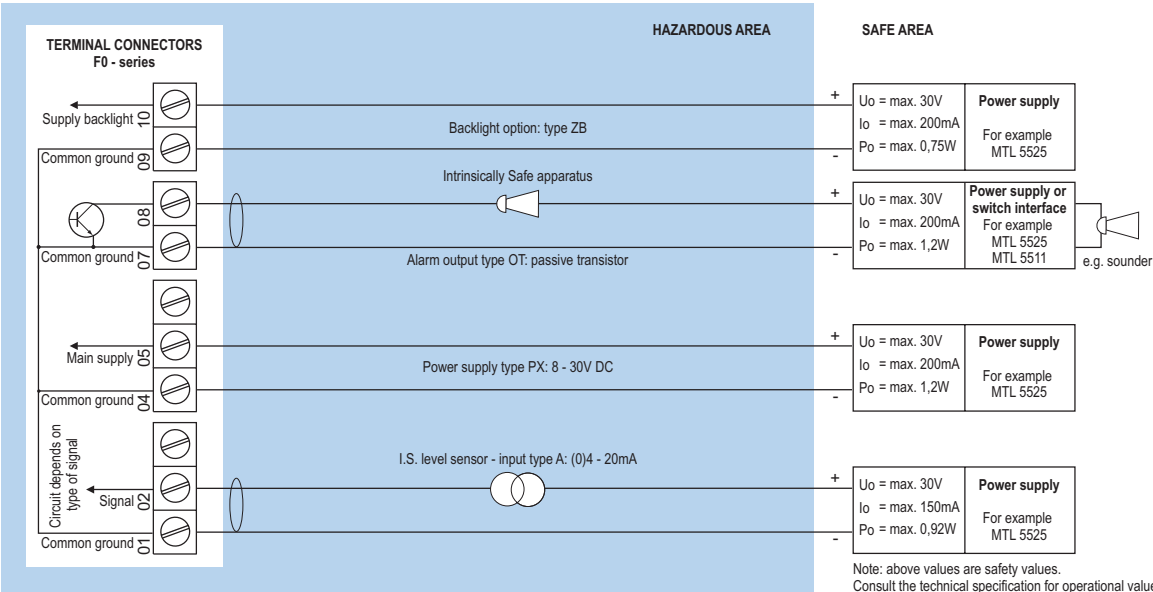 HAZARDOUS AREA
SAFE AREA
TERMINAL CONNECTORS
F0 - series
Supply backlight
10
Common ground
09
Backlight option: type ZB
+
-
Uo = max. 30V
Io = max. 200mA
Po = max. 0,75W
Power supply
For example
MTL 5525
08
Common ground
07
Intrinsically Safe apparatus
Alarm output type OT: passive transistor
+
-
Uo = max. 30V
Io = max. 200mA
Po = max. 1,2W
Power supply or
switch interface
For example
MTL 5525
MTL 5511
e.g. sounder
Main supply
05
Common ground
04
Power supply type PX: 8 - 30V DC
+
-
Uo = max. 30V
Io = max. 200mA
Po = max. 1,2W
Power supply
For example
MTL 5525
Circuit depends on
type of signal
Signal
02
Common ground
01
I.S. level sensor - input type A: (0)4 - 20mA
+
-
Uo = max. 30V
Io = max. 150mA
Po = max. 0,92W
Power supply
For example
MTL 5525
Note: above values are safety values.
Consult the technical specification for operational value